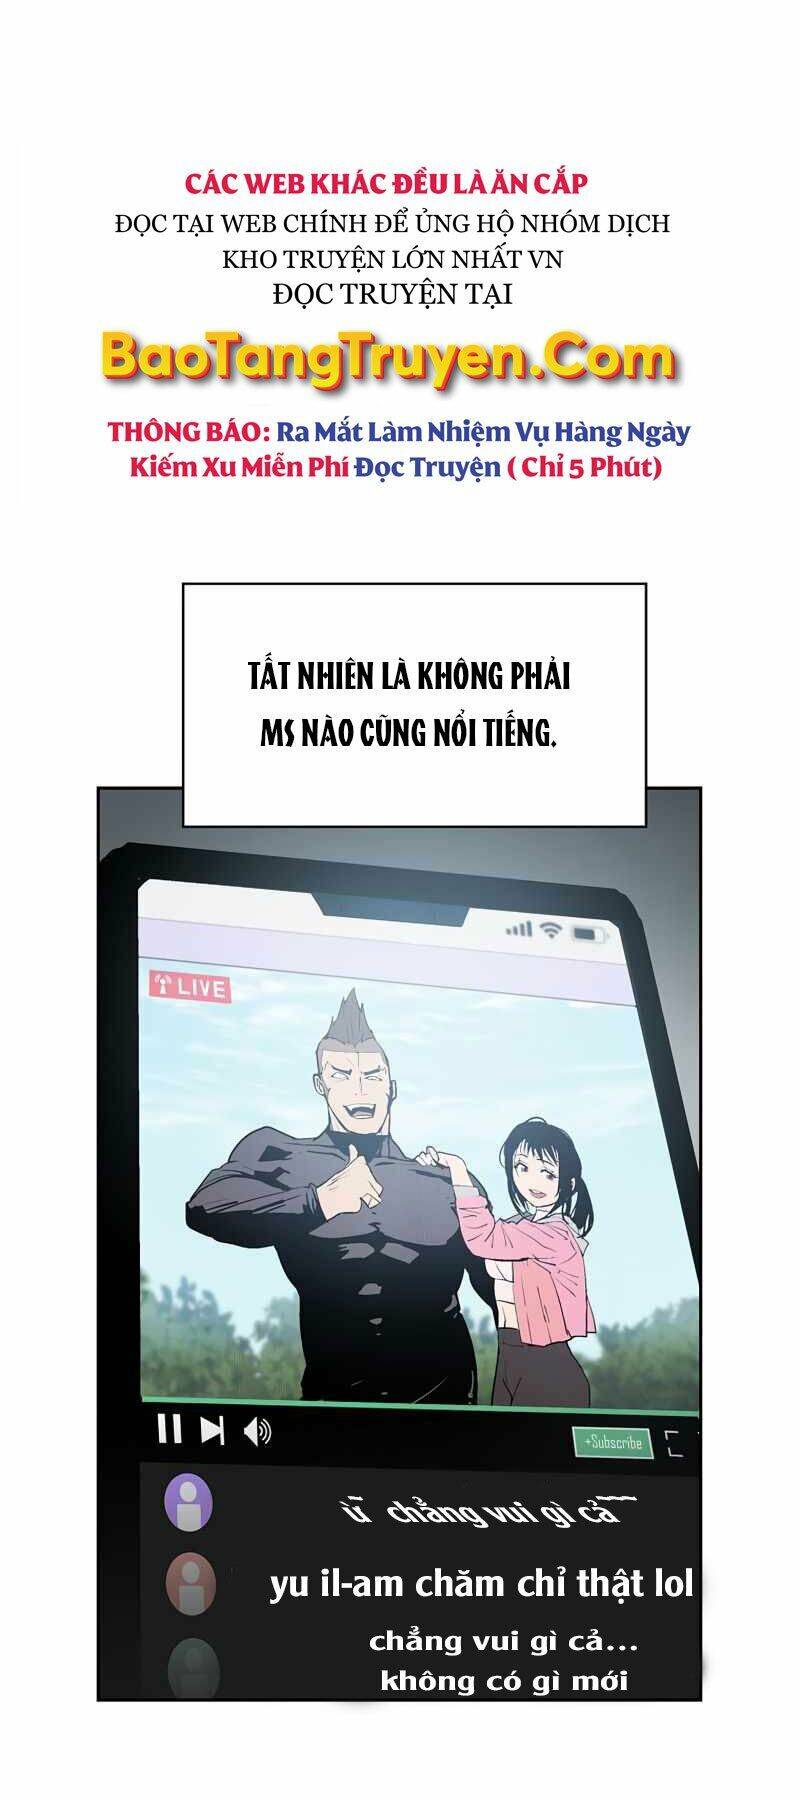 CÁC WEB KHÁC ĐỀU LÀ ĂN CẮP
ĐỌC TẠI WEB CHÍNH ĐỂ ỦNG HỘ NHÓM DỊCH
KHO TRUYỆN LỚN NHẤT VN
ĐỌC TRUYỆN TẠI
BaoTangTruyen.Com
THÔNG BÁO: Ra Mắt Làm Nhiệm Vụ Hàng Ngày
Kiếm Xu Miễn Phí Đọc Truyện ( Chỉ 5 Phút)
TẤT NHIÊN LÀ KHÔNG PHẢI
MS NÀO CŨNG NỔI TIẾNG.
LIVE
+Subscribe
ừ~ chẳng vui gì cả~~~
yu il-am chăm chỉ thật lol
chẳng vui gì cả...
không có gì mới